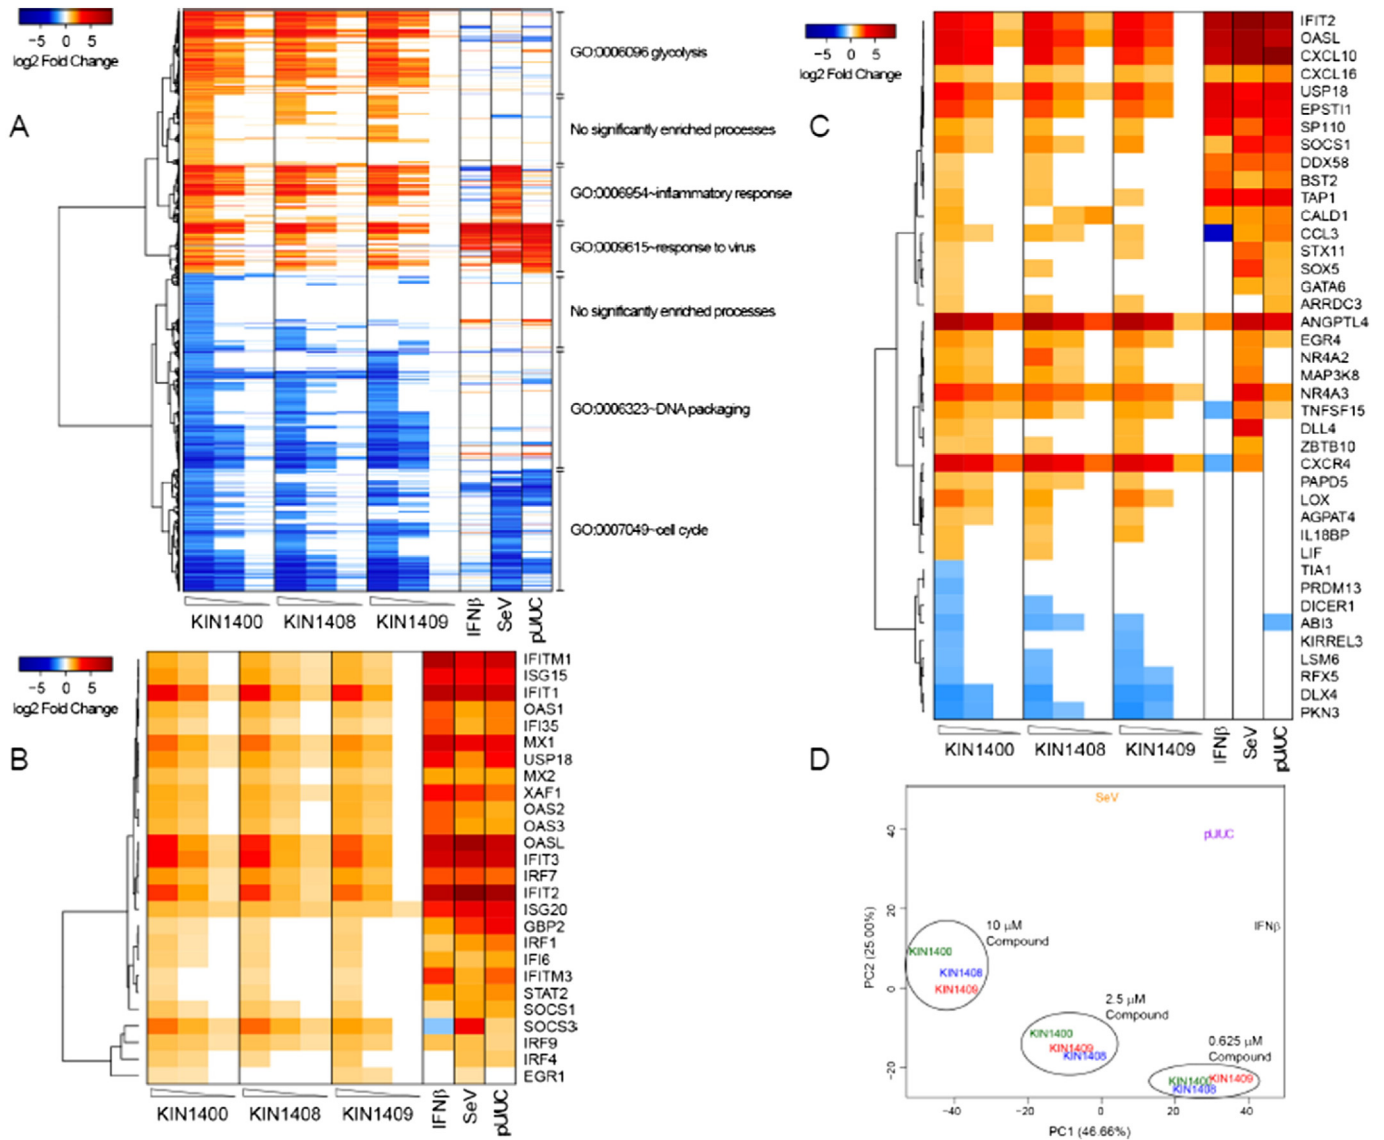 −5 0 5
log2 Fold Change
A
GO:0006096 glycolysis
No significantly enriched processes
GO:0006954~inflammatory response
GO:0009615~response to virus
No significantly enriched processes
GO:0006323~DNA packaging
GO:0007049~cell cycle
KIN1400
KIN1408
KIN1409
IFNβ
SeV
pUUC
−5 0 5
log2 Fold Change
B
IFITM1
ISG15
IFIT1
OAS1
IFI35
MX1
USP18
MX2
XAF1
OAS2
OAS3
OASL
IFIT3
IRF7
IFIT2
ISG20
GBP2
IRF1
IFI6
IFITM3
STAT2
SOCS1
SOCS3
IRF9
IRF4
EGR1
KIN1400
KIN1408
KIN1409
IFNβ
SeV
pUUC
−5 0 5
log2 Fold Change
C
IFIT2
OASL
CXCL10
CXCL16
USP18
EPSTI1
SP110
SOCS1
DDX58
BST2
TAP1
CALD1
CCL3
STX11
SOX5
GATA6
ARRDC3
ANGPTL4
EGR4
NR4A2
MAP3K8
NR4A3
TNFSF15
DLL4
ZBTB10
CXCR4
PAPD5
LOX
AGPAT4
IL18BP
LIF
TIA1
PRDM13
DICER1
ABI3
KIRREL3
LSM6
RFX5
DLX4
PKN3
KIN1400
KIN1408
KIN1409
IFNβ
SeV
pUUC
D
SeV
pUUC
IFNβ
10 μM
Compound
KIN1400
KIN1408
KIN1409
2.5 μM
Compound
KIN1400
KIN1409
KIN1408
0.625 μM
Compound
KIN1400
KIN1409
KIN1408
PC2 (25.00%)
40
20
0
−20
−40 −20 0 20 40
PC1 (46.66%)